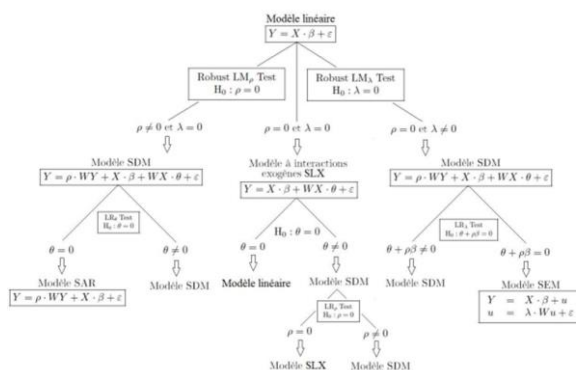 Modèle linéaire
Y = X · β + ε
Robust LMρ Test
H₀ : ρ = 0
Robust LMλ Test
H₀ : λ = 0
ρ ≠ 0 et λ = 0
ρ = 0 et λ = 0
ρ = 0 et λ ≠ 0
Modèle SDM
Y = ρ · WY + X · β + WX · θ + ε
Modèle à interactions
exogènes SLX
Y = X · β + WX · θ + ε
Modèle SDM
Y = ρ · WY + X · β + WX · θ + ε
LRθ Test
H₀ : θ = 0
H₀ : θ = 0
LRλ Test
H₀ : θ + ρβ = 0
θ = 0
θ ≠ 0
θ = 0
θ ≠ 0
θ + ρβ ≠ 0
θ + ρβ = 0
Modèle SAR
Y = ρ · WY + X · β + ε
Modèle SDM
Modèle linéaire
Modèle SDM
Modèle SDM
Modèle SEM
Y = X · β + u
u = λ · Wu + ε
LRρ Test
H₀ : ρ = 0
ρ = 0
ρ ≠ 0
Modèle SLX
Modèle SDM